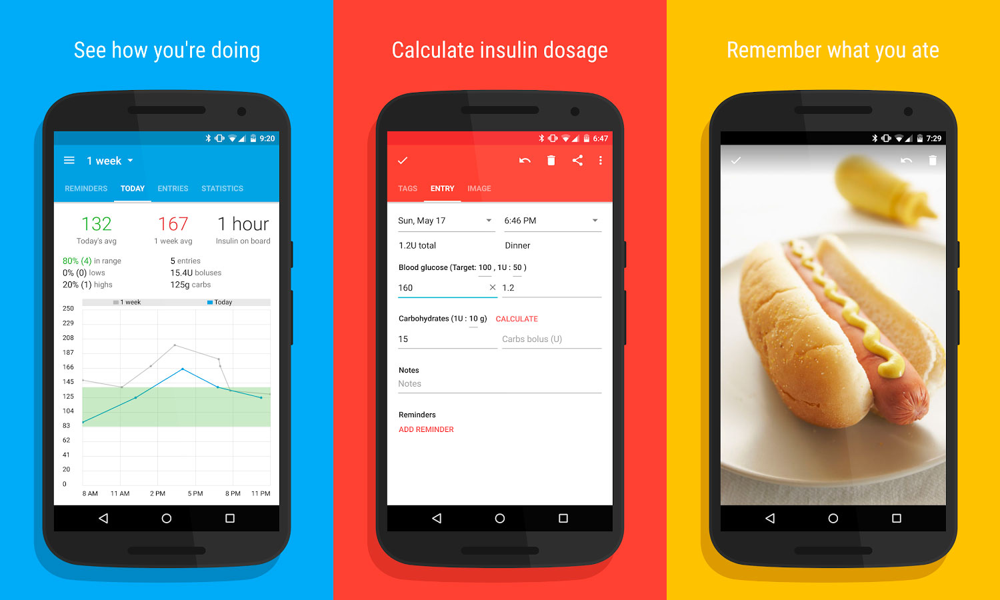 See how you're doing
9:20
1 week
REMINDERS TODAY ENTRIES STATISTICS
132 167 1 hour
Today's avg 1 week avg Insulin on board
80% (4) in range 5 entries
0% (0) lows 15.4U boluses
20% (1) highs 125g carbs
1 week Today
250
229
208
187
166
145
125
104
83
62
41
20
0
8 AM 11 AM 2 PM 5 PM 8 PM 11 PM
Calculate insulin dosage
6:47
TAGS ENTRY IMAGE
Sun, May 17 6:46 PM
1.2U total Dinner
Blood glucose (Target: 100 , 1U : 50 )
160 1.2
Carbohydrates (1U : 10 g) CALCULATE
15 Carbs bolus (U)
Notes
Notes
Reminders
ADD REMINDER
Remember what you ate
7:29